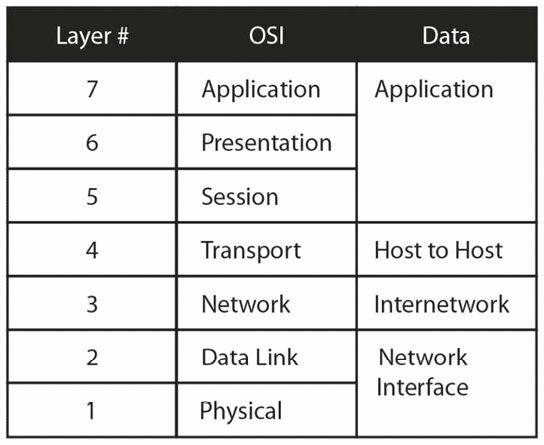 Layer # OSI Data
7 Application Application
6 Presentation
5 Session
4 Transport Host to Host
3 Network Internetwork
2 Data Link Network
Interface
1 Physical